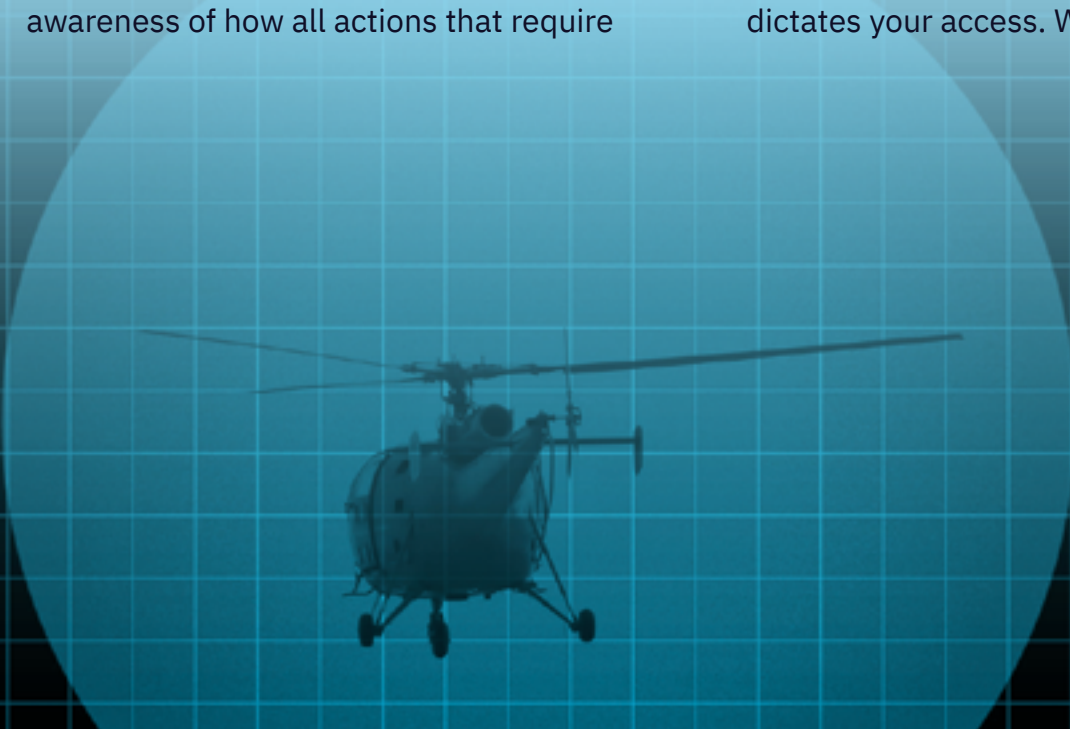 awareness of how all actions that require
dictates your access. W